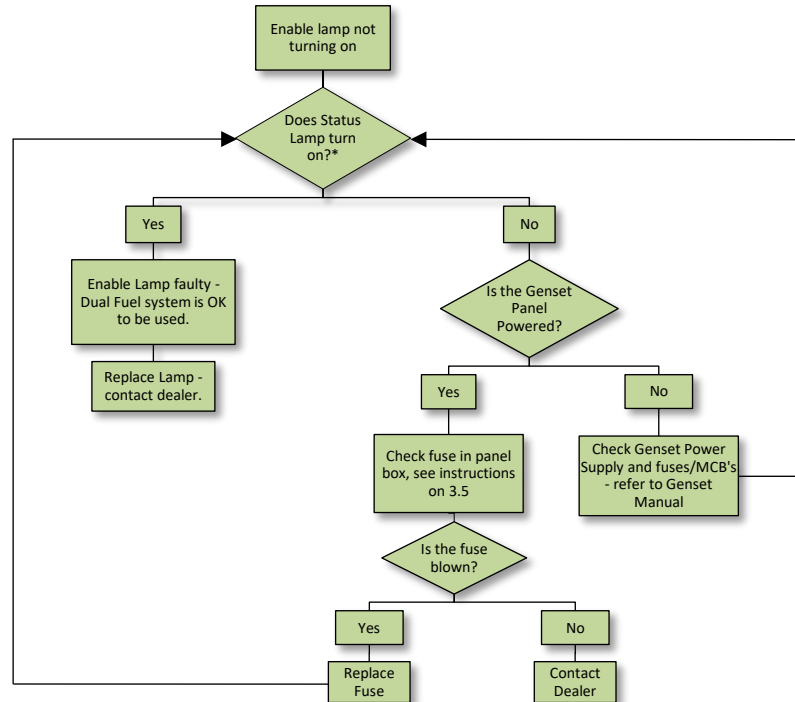 Enable lamp not
turning on
Does Status
Lamp turn
on?*
Yes
No
Enable Lamp faulty -
Dual Fuel system is OK
to be used.
Is the Genset
Panel
Powered?
Replace Lamp -
contact dealer.
Yes
No
Check fuse in panel
box, see instructions
on 3.5
Check Genset Power
Supply and fuses/MCB's
- refer to Genset
Manual
Is the fuse
blown?
Yes
No
Replace
Fuse
Contact
Dealer